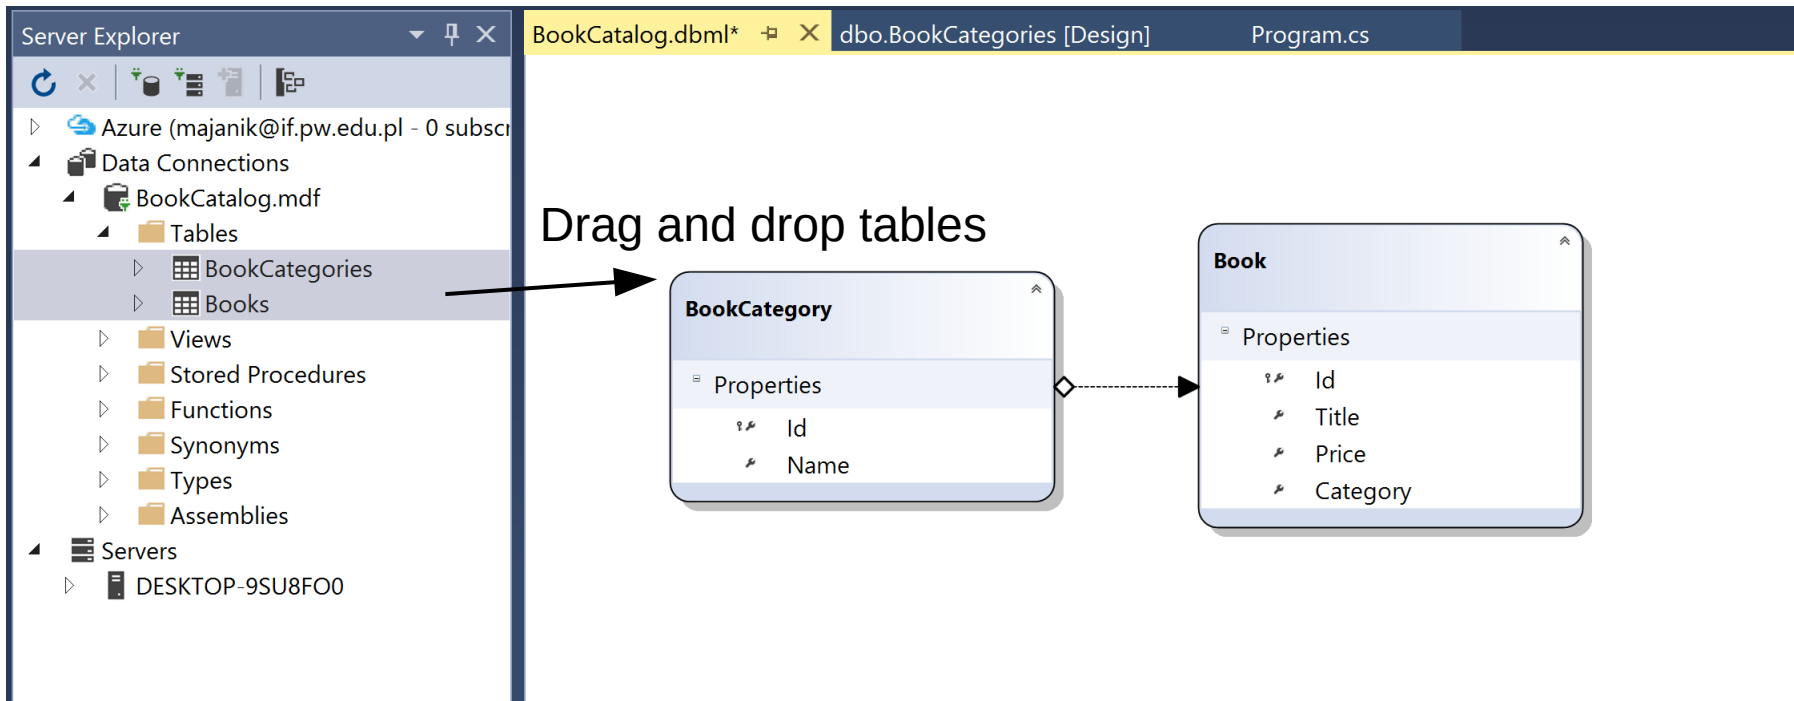 Server Explorer
BookCatalog.dbml*
dbo.BookCategories [Design]
Program.cs
Azure (majanik@if.pw.edu.pl - 0 subscr
Data Connections
BookCatalog.mdf
Tables
BookCategories
Books
Views
Stored Procedures
Functions
Synonyms
Types
Assemblies
Servers
DESKTOP-9SU8FO0
Drag and drop tables
BookCategory
Properties
Id
Name
Book
Properties
Id
Title
Price
Category